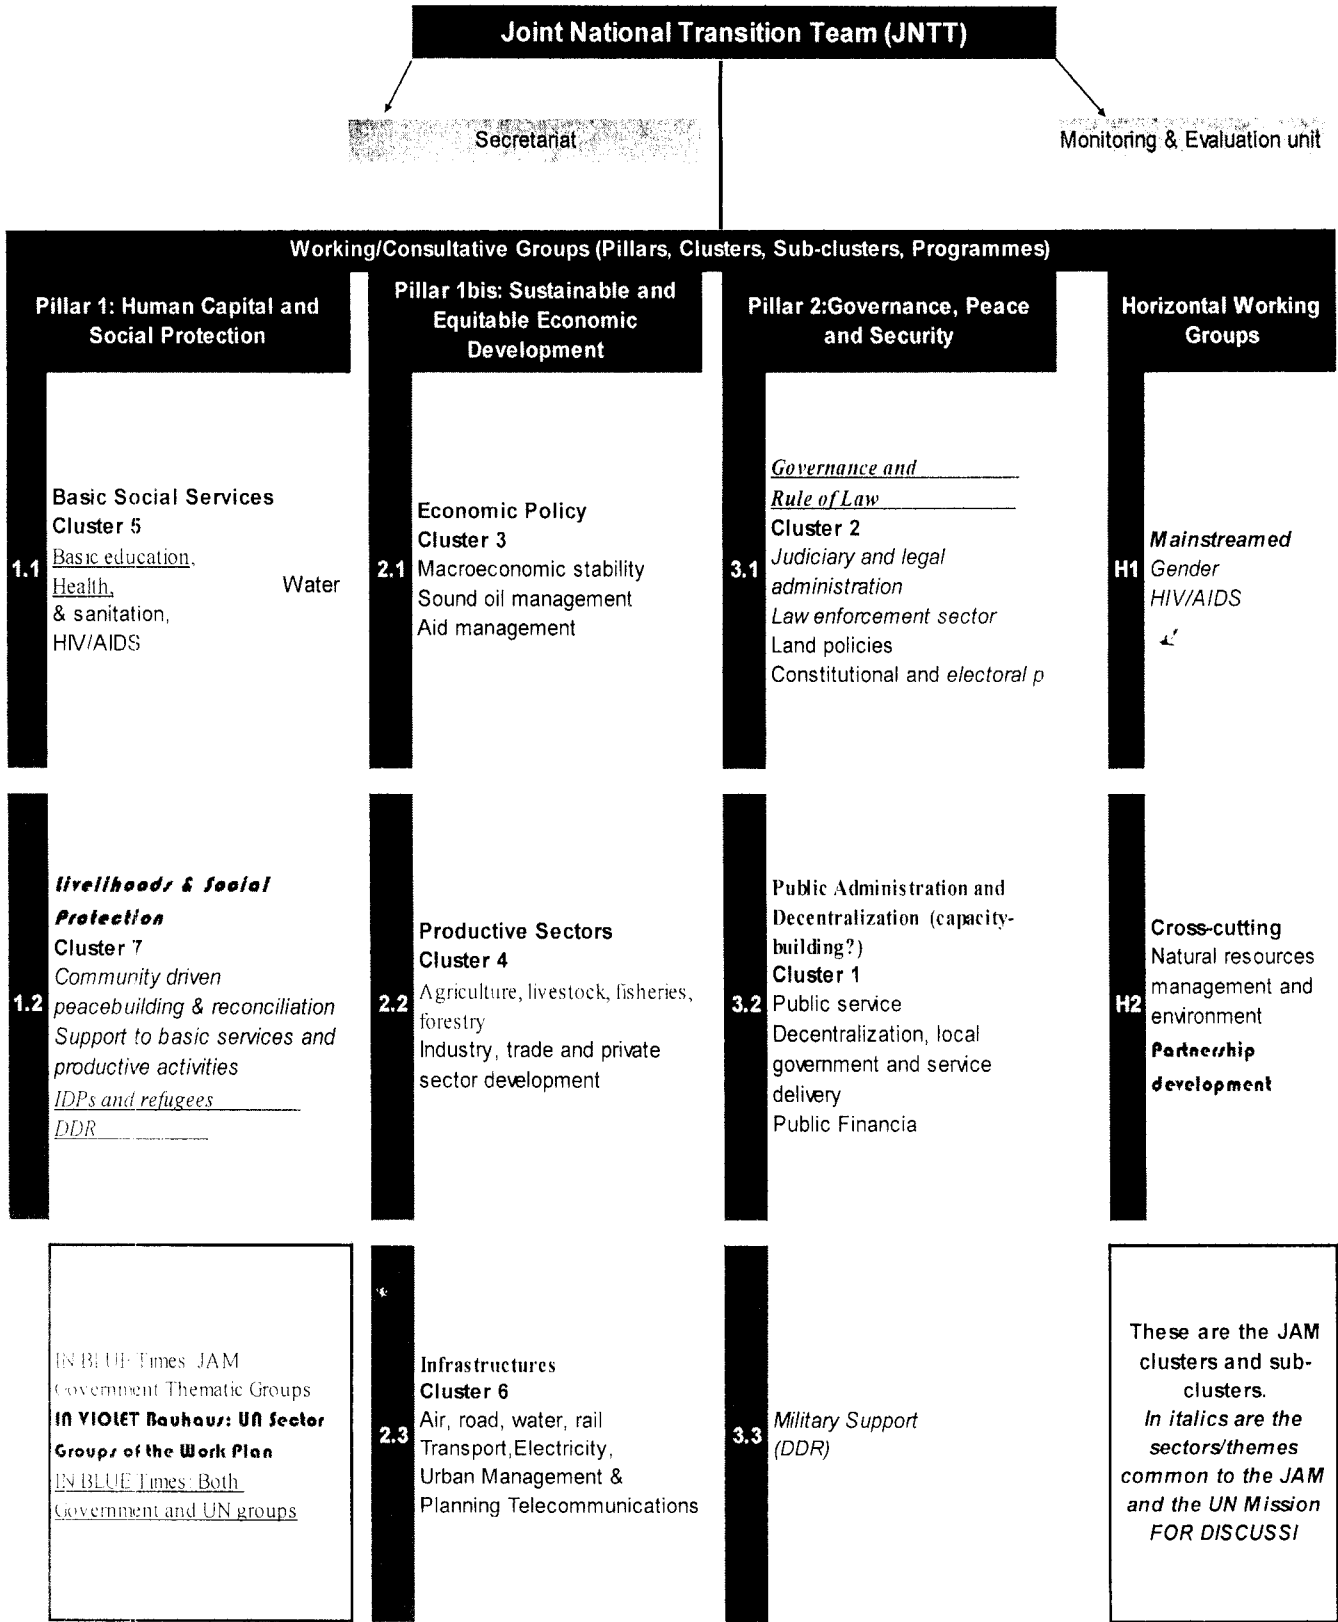 Joint National Transition Team (JNTT)
Secretariat
Monitoring & Evaluation unit
Working/Consultative Groups (Pillars, Clusters, Sub-clusters, Programmes)
Pillar 1: Human Capital and
Social Protection
Pillar 1bis: Sustainable and
Equitable Economic
Development
Pillar 2:Governance, Peace
and Security
Horizontal Working
Groups
1.1
Basic Social Services
Cluster 5
Basic education,
Health, Water
& sanitation,
HIV/AIDS
2.1
Economic Policy
Cluster 3
Macroeconomic stability
Sound oil management
Aid management
3.1
Governance and
Rule of Law
Cluster 2
Judiciary and legal
administration
Law enforcement sector
Land policies
Constitutional and electoral p
H1
Mainstreamed
Gender
HIV/AIDS
1.2
Livelihoods & Social
Protection
Cluster 7
Community driven
peacebuilding & reconciliation
Support to basic services and
productive activities
IDPs and refugees
DDR
2.2
Productive Sectors
Cluster 4
Agriculture, livestock, fisheries,
forestry
Industry, trade and private
sector development
3.2
Public Administration and
Decentralization (capacity-
building?)
Cluster 1
Public service
Decentralization, local
government and service
delivery
Public Financia
H2
Cross-cutting
Natural resources
management and
environment
Partnership
development
IN BLUE Times: JAM
Government Thematic Groups
IN VIOLET Bauhaus: UN Sector
Groups of the Work Plan
IN BLUE Times: Both
Government and UN groups
2.3
Infrastructures
Cluster 6
Air, road, water, rail
Transport,Electricity,
Urban Management &
Planning Telecommunications
3.3
Military Support
(DDR)
These are the JAM
clusters and sub-
clusters.
In italics are the
sectors/themes
common to the JAM
and the UN Mission
FOR DISCUSSI